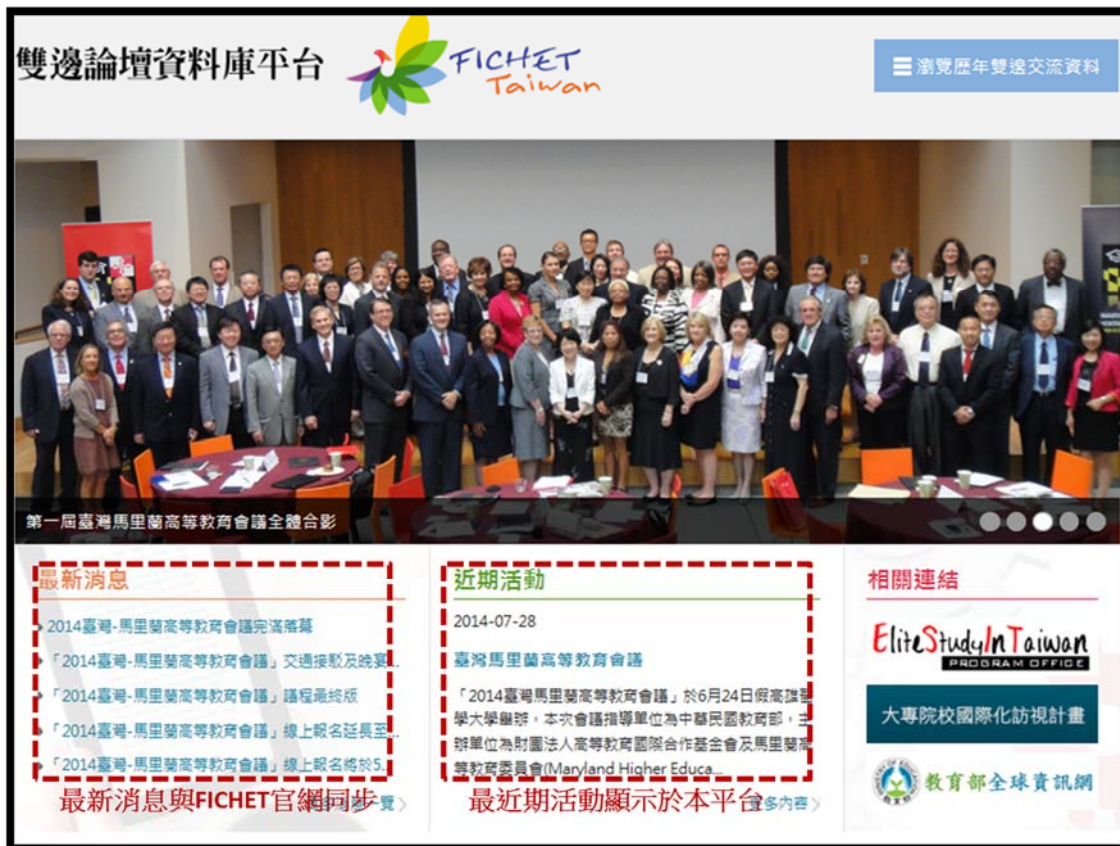 雙邊論壇資料庫平台
FICHET
Taiwan
瀏覽歷年雙邊交流資料
第一屆臺灣馬里蘭高等教育會議全體合影
最新消息
2014臺灣-馬里蘭高等教育會議完滿落幕
「2014臺灣-馬里蘭高等教育會議」交通接駁及晚宴...
「2014臺灣-馬里蘭高等教育會議」議程最終版
「2014臺灣-馬里蘭高等教育會議」線上報名延長至...
「2014臺灣-馬里蘭高等教育會議」線上報名將於5...
最新消息與FICHET官網同步
覽
近期活動
2014-07-28
臺灣馬里蘭高等教育會議
「2014臺灣馬里蘭高等教育會議」於6月24日假高雄醫
學大學舉辦，本次會議指導單位為中華民國教育部，主
辦單位為財團法人高等教育國際合作基金會及馬里蘭高
等教育委員會(Maryland Higher Educa...
最近期活動顯示於本平台
更多內容
相關連結
EliteStudyInTaiwan
PROGRAM OFFICE
大專院校國際化訪視計畫
教育部全球資訊網